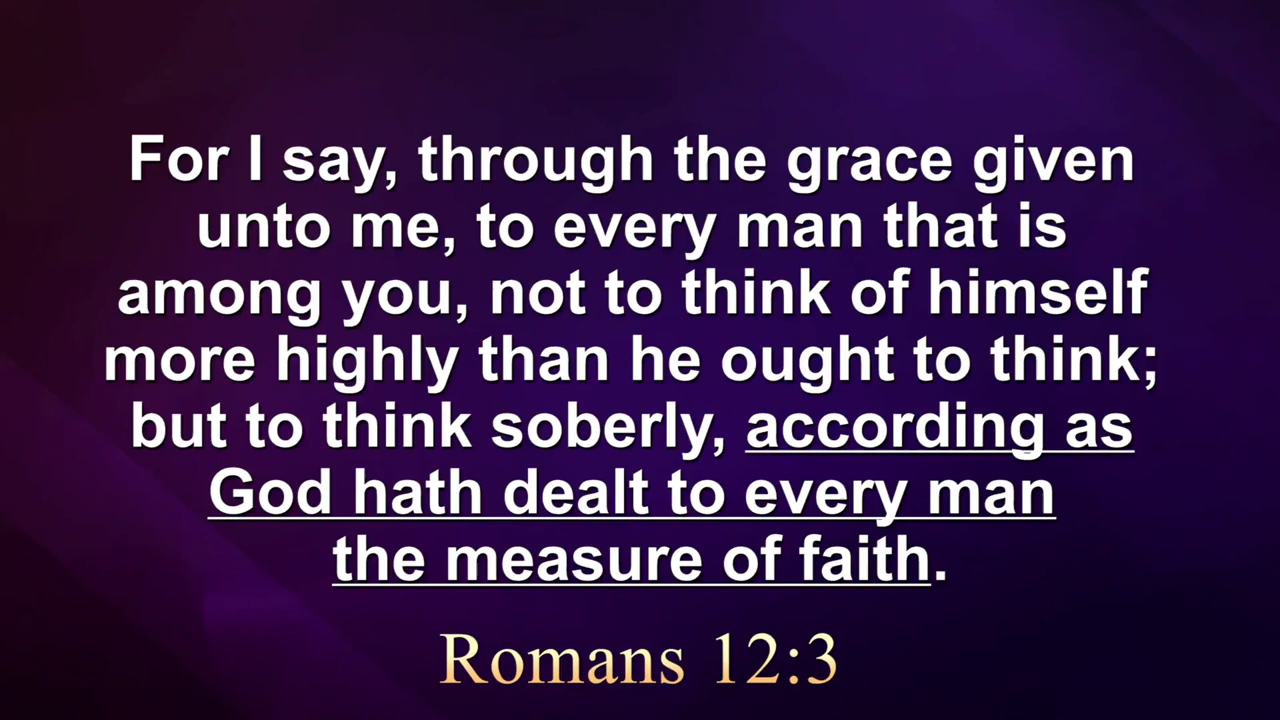 For I say, through the grace given
unto me, to every man that is
among you, not to think of himself
more highly than he ought to think;
but to think soberly, according as
God hath dealt to every man
the measure of faith.
Romans 12:3